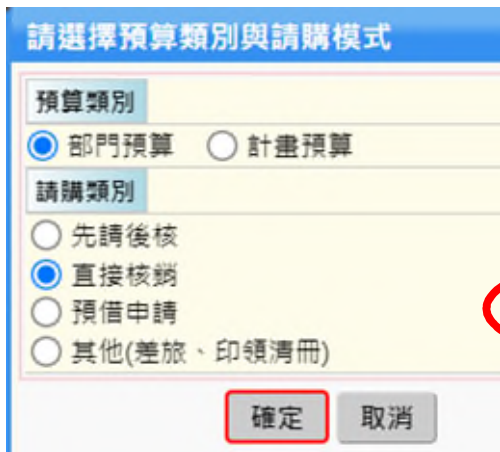 請選擇預算類別與請購模式
預算類別
部門預算 計畫預算
請購類別
先請後核
直接核銷
預借申請
其他(差旅、印領清冊)
確定 取消